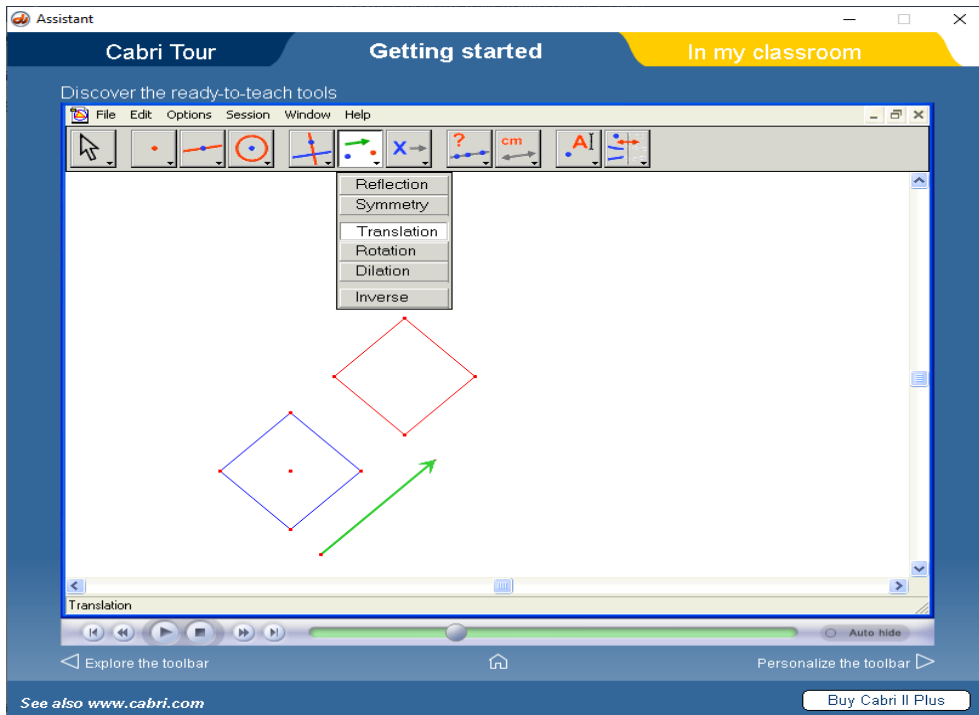 Assistant
Cabri Tour Getting started In my classroom
Discover the ready-to-teach tools
File Edit Options Session Window Help
? cm A
X
Reflection
Symmetry
Translation
Rotation
Dilation
Inverse
Translation
Auto hide
Explore the toolbar Personalize the toolbar
See also www.cabri.com Buy Cabri II Plus